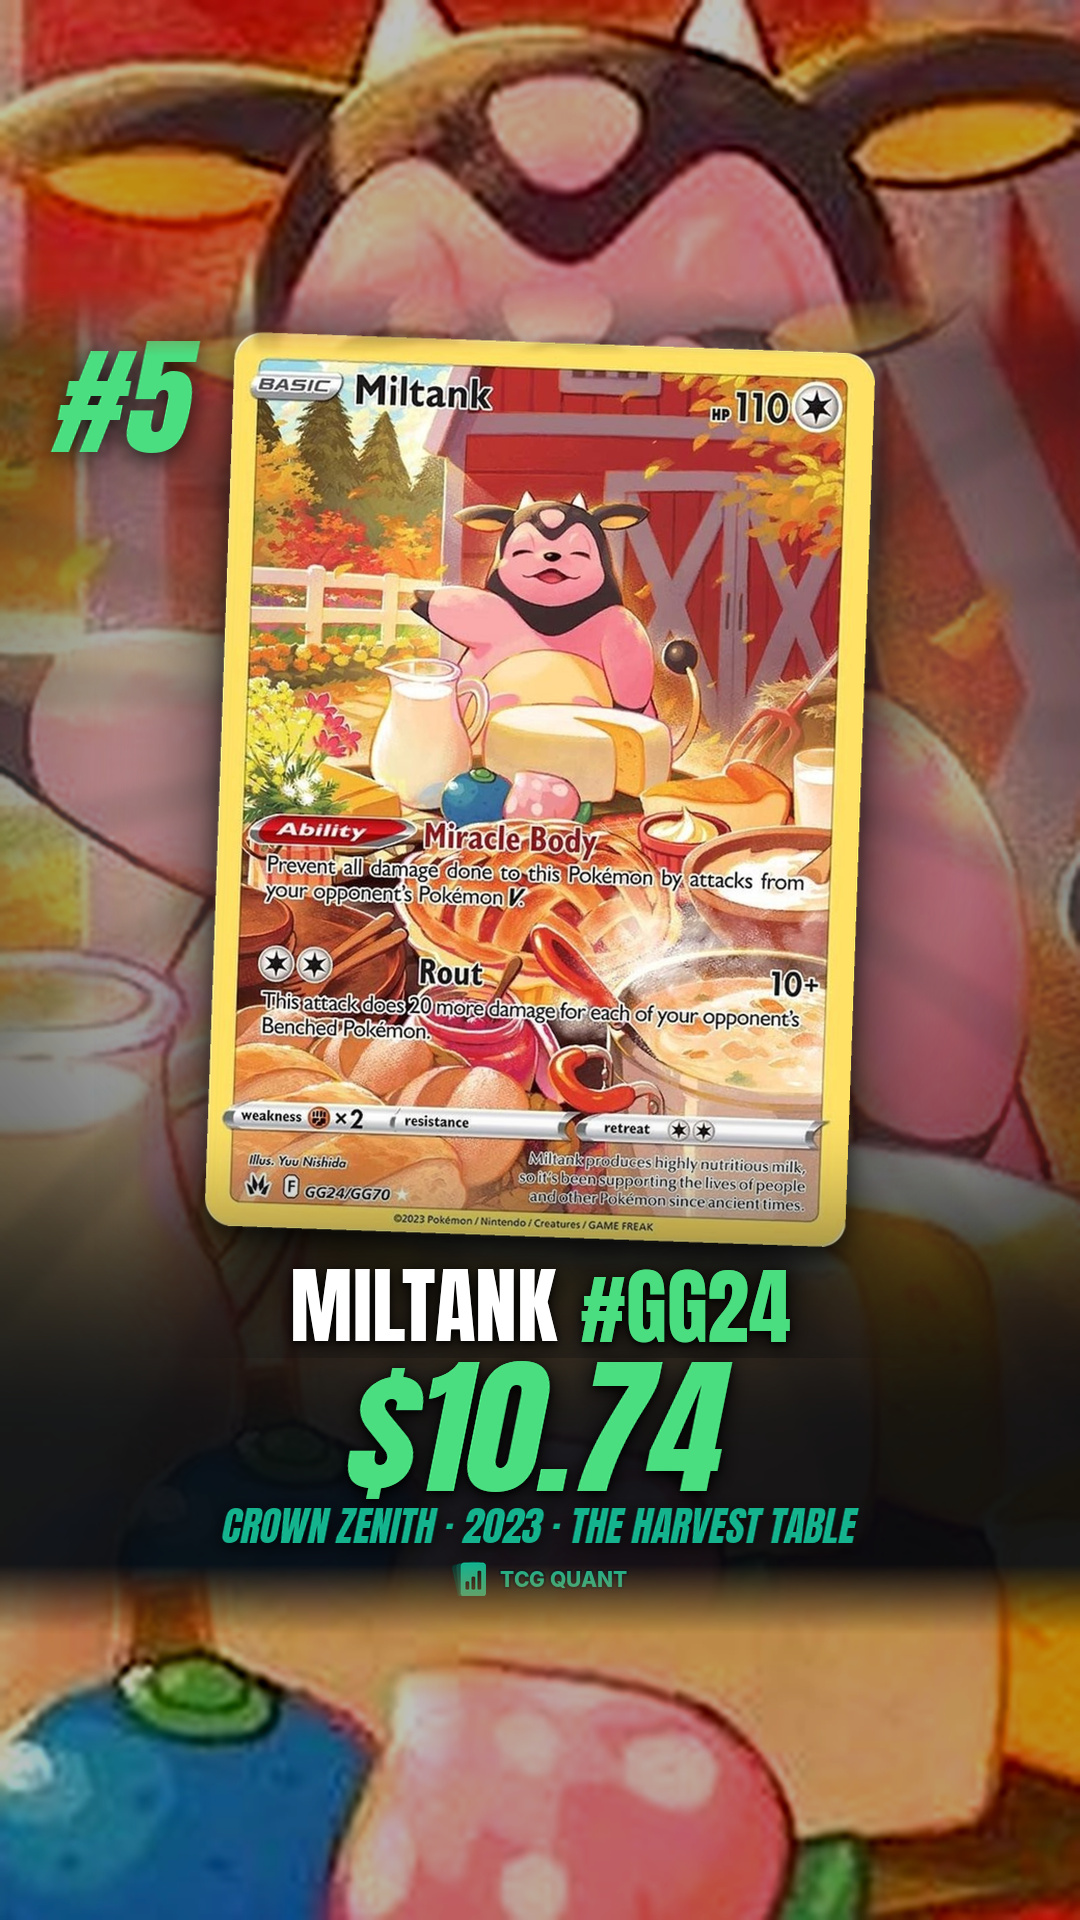 #5
BASIC Miltank HP 110
Ability Miracle Body
Prevent all damage done to this Pokémon by attacks from
your opponent's Pokémon V.
Rout 10+
This attack does 20 more damage for each of your opponent's
Benched Pokémon.
weakness ×2 resistance retreat
Illus. Yuu Nishida
F GG24/GG70
Miltank produces highly nutritious milk,
so it's been supporting the lives of people
and other Pokémon since ancient times.
©2023 Pokémon / Nintendo / Creatures / GAME FREAK
MILTANK #GG24
$10.74
CROWN ZENITH · 2023 · THE HARVEST TABLE
TCG QUANT